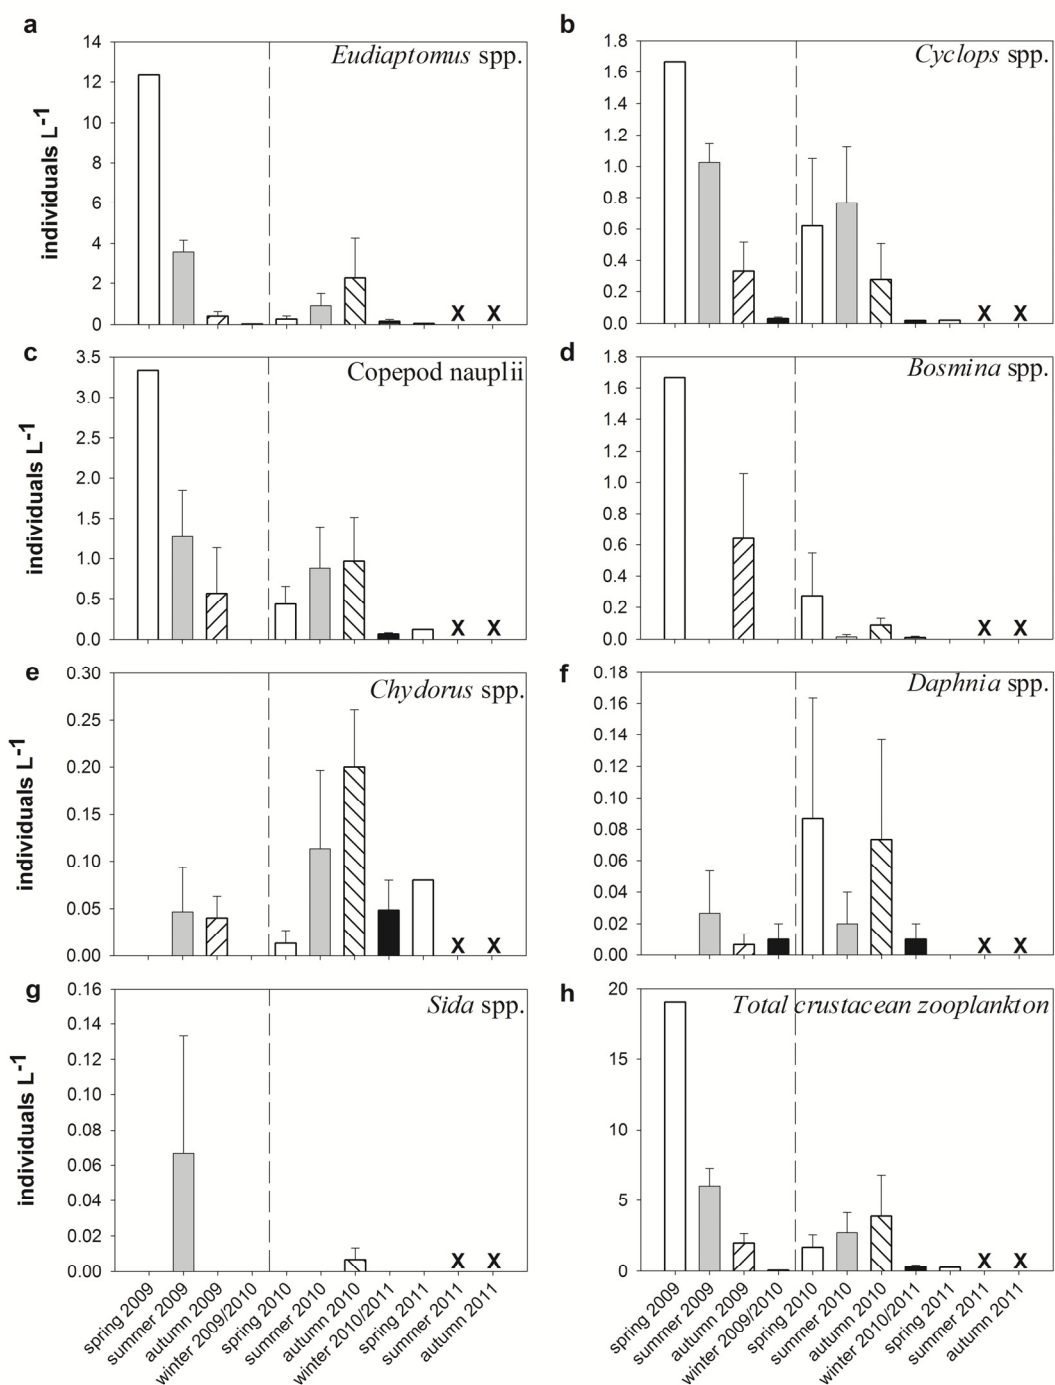 a
Eudiaptomus spp.
individuals L-1
14
12
10
8
6
4
2
0
X X
b
Cyclops spp.
1.8
1.6
1.4
1.2
1.0
0.8
0.6
0.4
0.2
0.0
X X
c
Copepod nauplii
individuals L-1
3.5
3.0
2.5
2.0
1.5
1.0
0.5
0.0
X X
d
Bosmina spp.
1.8
1.6
1.4
1.2
1.0
0.8
0.6
0.4
0.2
0.0
X X
e
Chydorus spp.
individuals L-1
0.30
0.25
0.20
0.15
0.10
0.05
0.00
X X
f
Daphnia spp.
0.18
0.16
0.14
0.12
0.10
0.08
0.06
0.04
0.02
0.00
X X
g
Sida spp.
individuals L-1
0.16
0.14
0.12
0.10
0.08
0.06
0.04
0.02
0.00
X X
spring 2009
summer 2009
autumn 2009
winter 2009/2010
spring 2010
summer 2010
autumn 2010
winter 2010/2011
spring 2011
summer 2011
autumn 2011
h
Total crustacean zooplankton
20
15
10
5
0
X X
spring 2009
summer 2009
autumn 2009
winter 2009/2010
spring 2010
summer 2010
autumn 2010
winter 2010/2011
spring 2011
summer 2011
autumn 2011